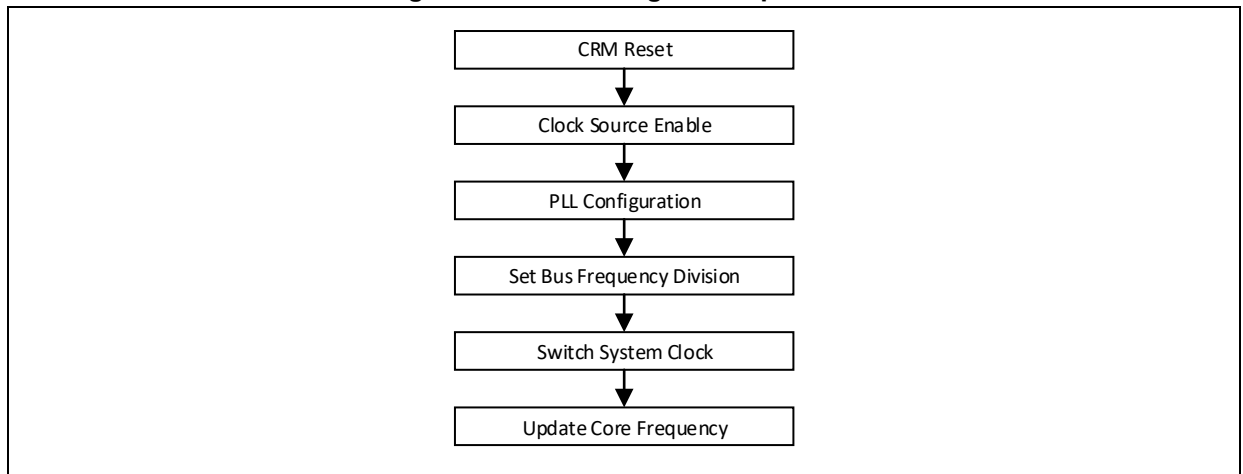 CRM Reset
Clock Source Enable
PLL Configuration
Set Bus Frequency Division
Switch System Clock
Update Core Frequency